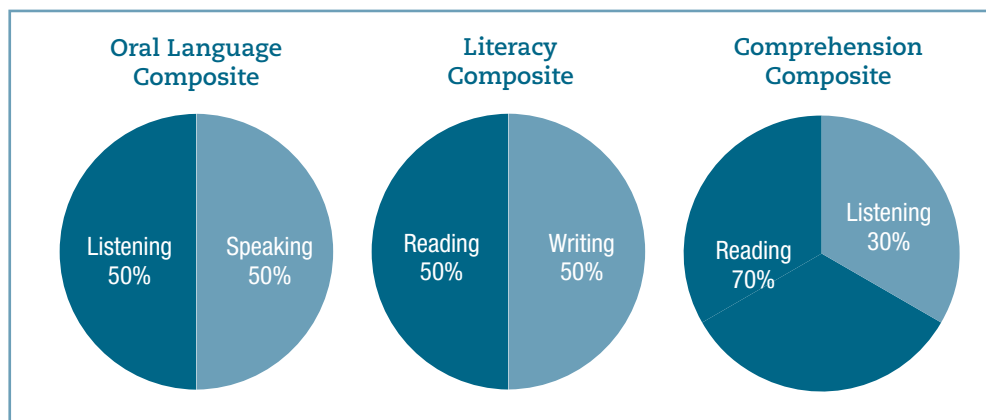 Oral Language
Composite
Listening
50%
Speaking
50%
Literacy
Composite
Reading
50%
Writing
50%
Comprehension
Composite
Reading
70%
Listening
30%